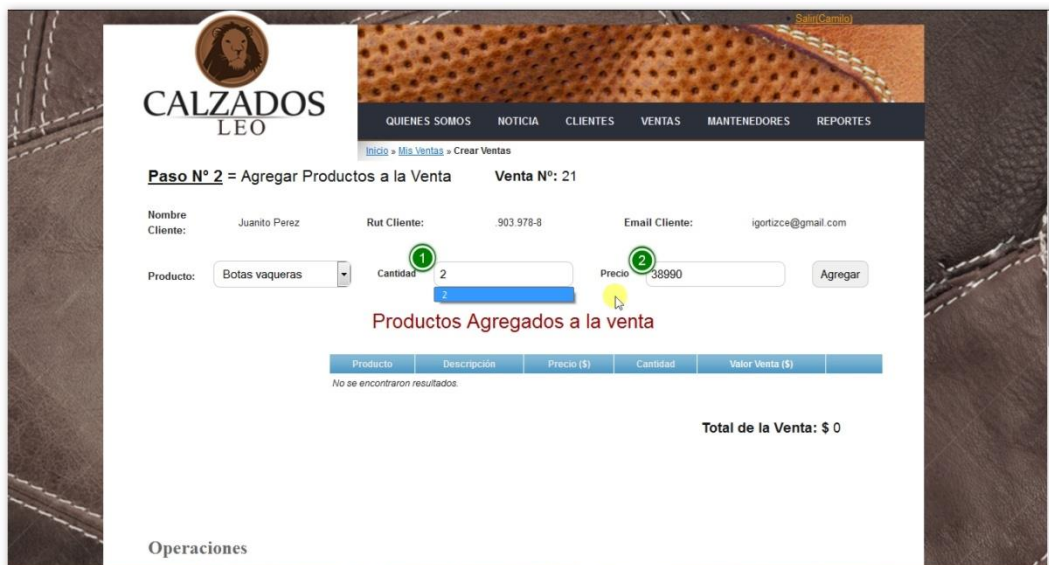 Salir(Camilo)
CALZADOS
LEO
QUIENES SOMOS NOTICIA CLIENTES VENTAS MANTENEDORES REPORTES
Inicio » Mis Ventas » Crear Ventas
Paso Nº 2 = Agregar Productos a la Venta Venta Nº: 21
Nombre Cliente: Juanito Perez Rut Cliente: .903.978-8 Email Cliente: igortizce@gmail.com
Producto: Botas vaqueras Cantidad 1 2 Precio 2 38990 Agregar
2
Productos Agregados a la venta
Producto Descripción Precio ($) Cantidad Valor Venta ($)
No se encontraron resultados.
Total de la Venta: $ 0
Operaciones